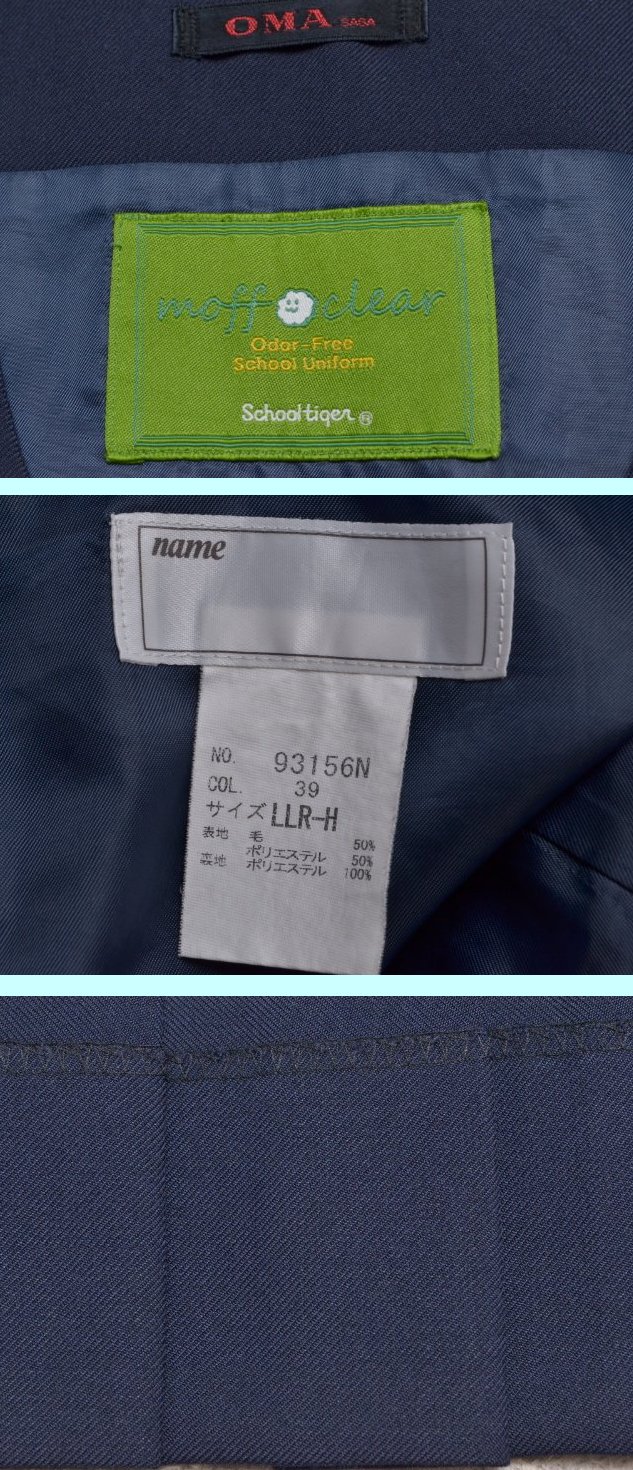 OMA SAGA
moff clear
Odor-Free
School Uniform
Schooltiger ®
name
NO. 93156N
COL. 39
サイズ LLR-H
表地 毛 50%
ポリエステル 50%
裏地 ポリエステル 100%